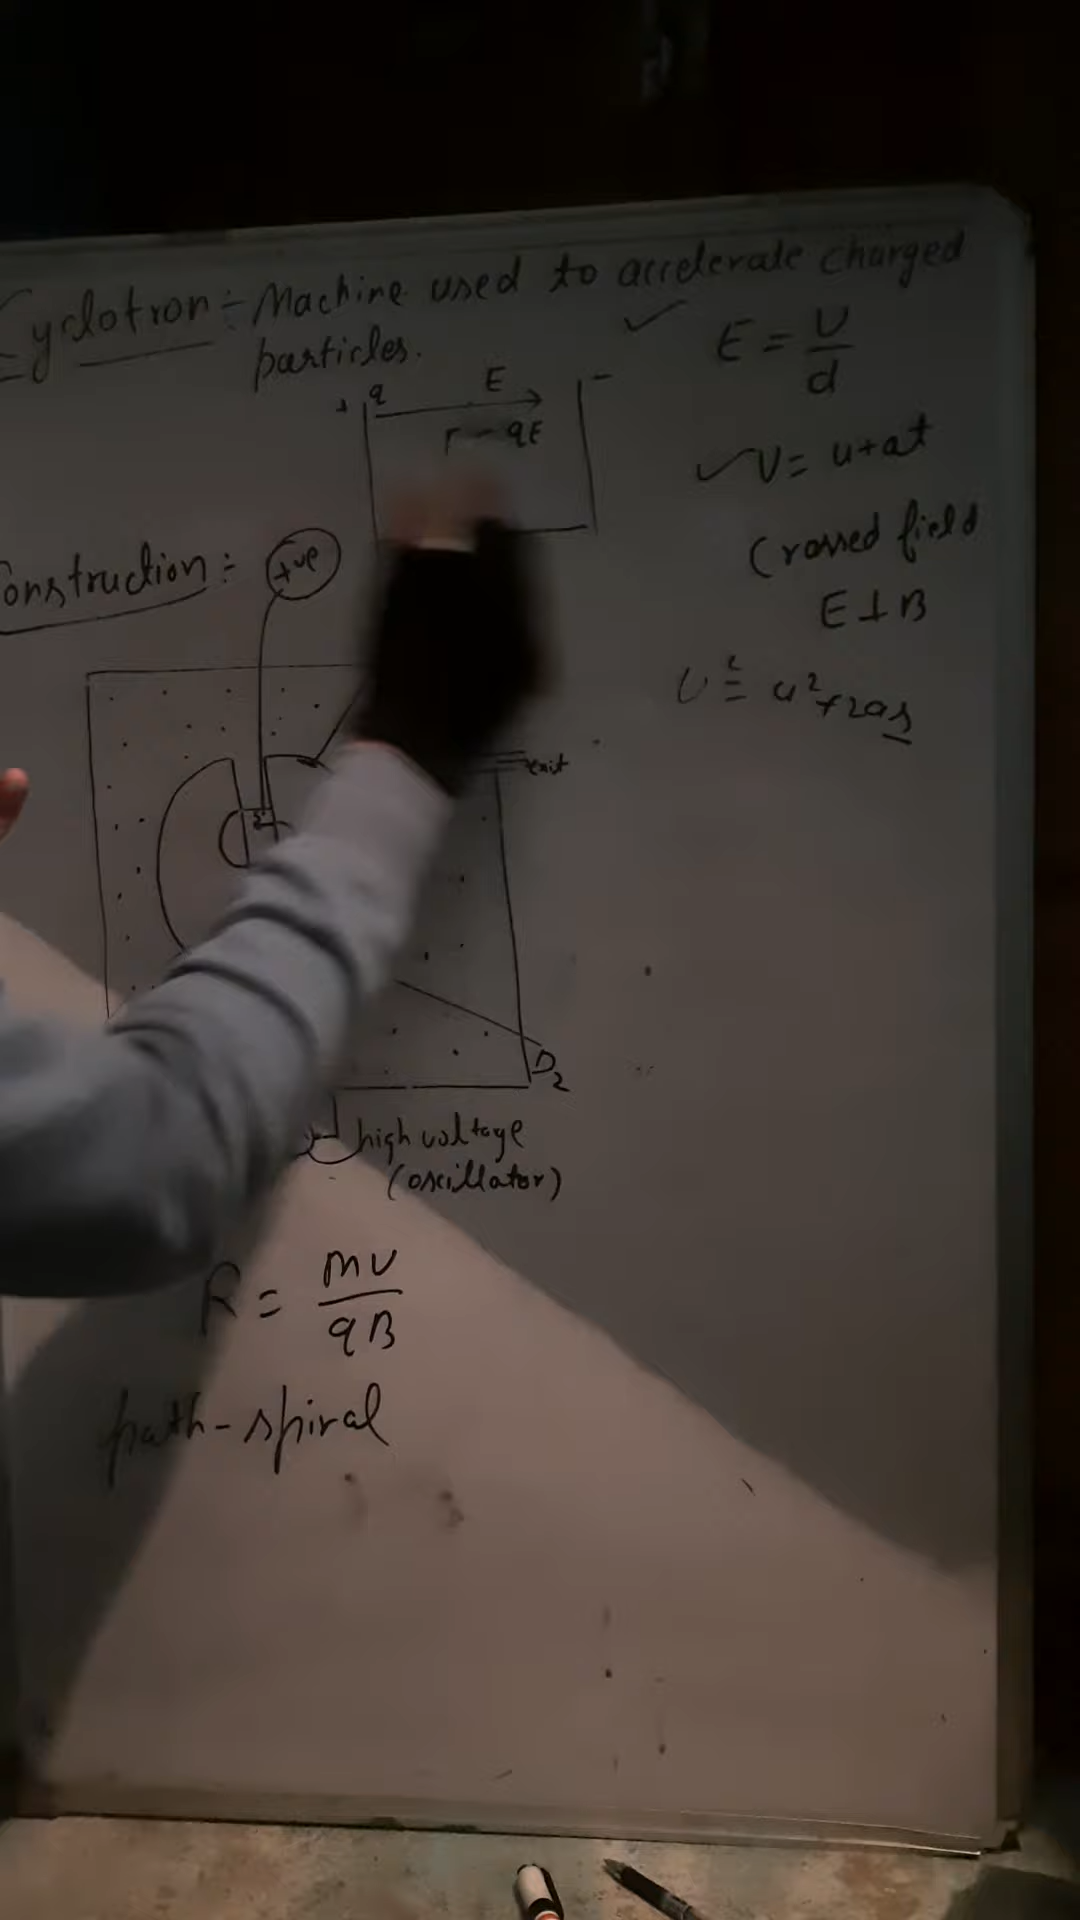 Cyclotron :- Machine used to accelerate charged
particles.
E = V/d
+ q E -
F = qE
V = u+at
Crossed field
E ⊥ B
Construction :- +ve
V² = u²+2as
exit
D₂
high voltage
(oscillator)
R = mv/qB
path - spiral